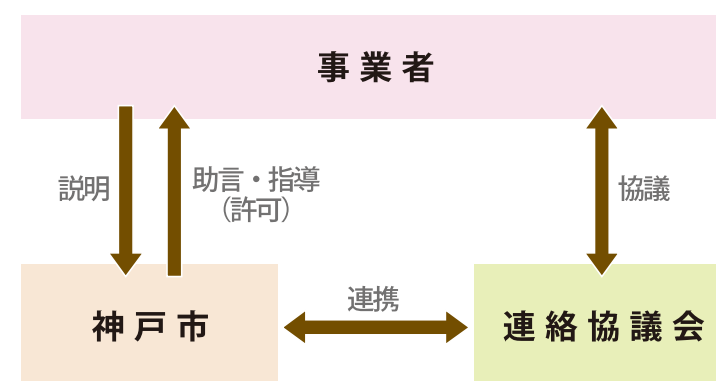 事業者
説明
助言・指導
（許可）
協議
連携
神戸市
連絡協議会